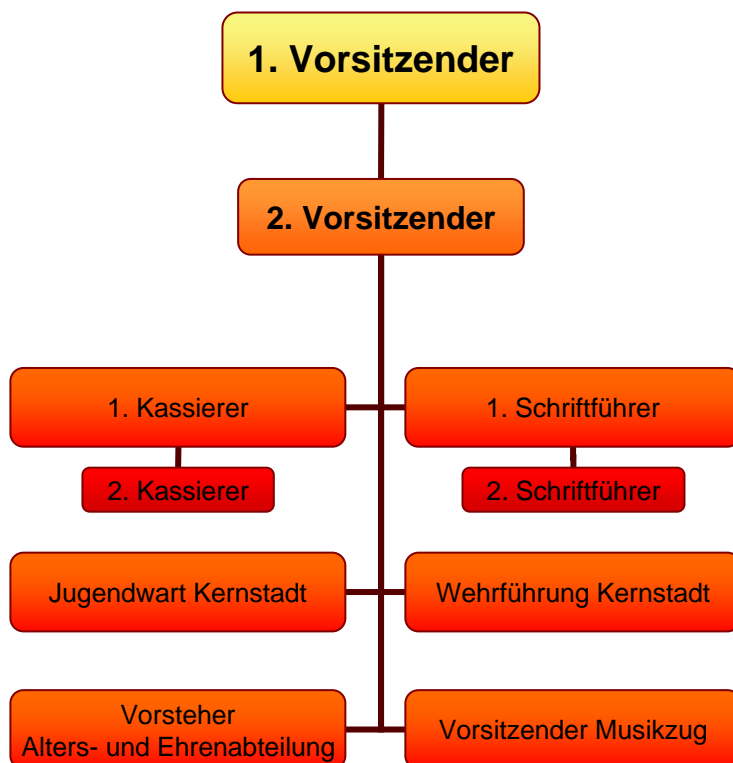 1. Vorsitzender
2. Vorsitzender
1. Kassierer
1. Schriftführer
2. Kassierer
2. Schriftführer
Jugendwart Kernstadt
Wehrführung Kernstadt
Vorsteher
Alters- und Ehrenabteilung
Vorsitzender Musikzug